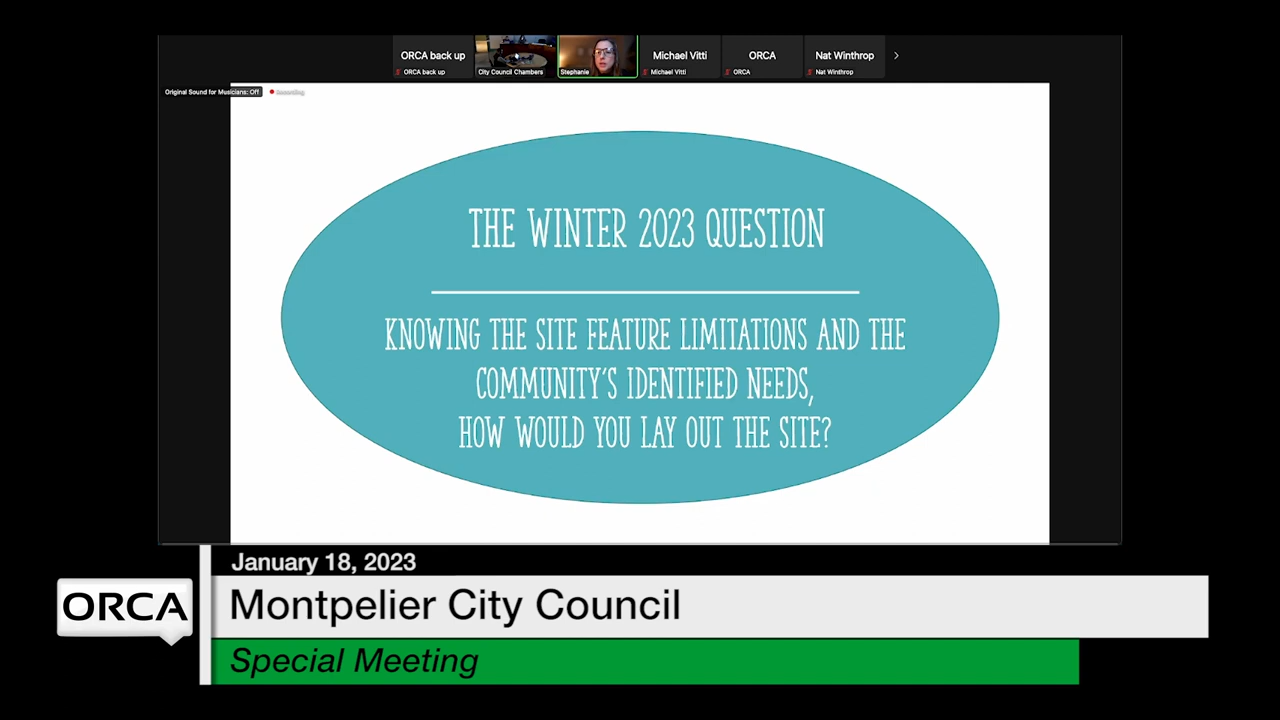 ORCA back up
Michael Vitti
ORCA
Nat Winthrop
ORCA back up
City Council Chambers
Stephanie
Michael Vitti
ORCA
Nat Winthrop
Original Sound for Musicians: Off
Recording
THE WINTER 2023 QUESTION
KNOWING THE SITE FEATURE LIMITATIONS AND THE
COMMUNITY'S IDENTIFIED NEEDS,
HOW WOULD YOU LAY OUT THE SITE?
January 18, 2023
ORCA
Montpelier City Council
Special Meeting